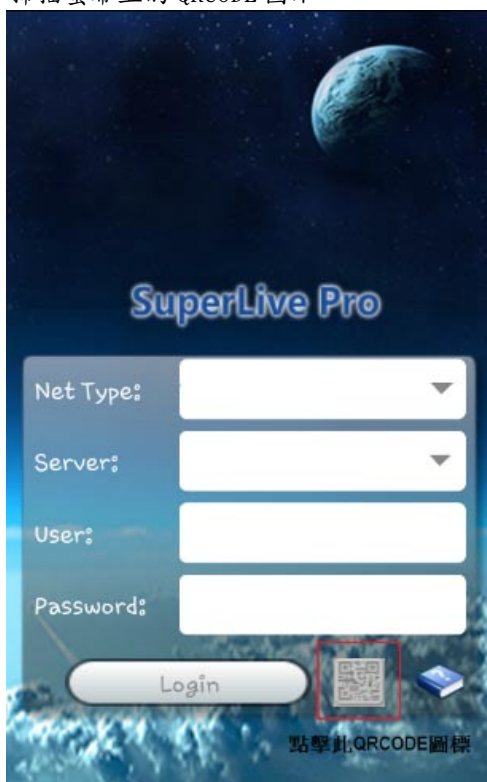 SuperLive Pro
Net Type:
Server:
User:
Password:
Login
點擊此QRCODE圖標